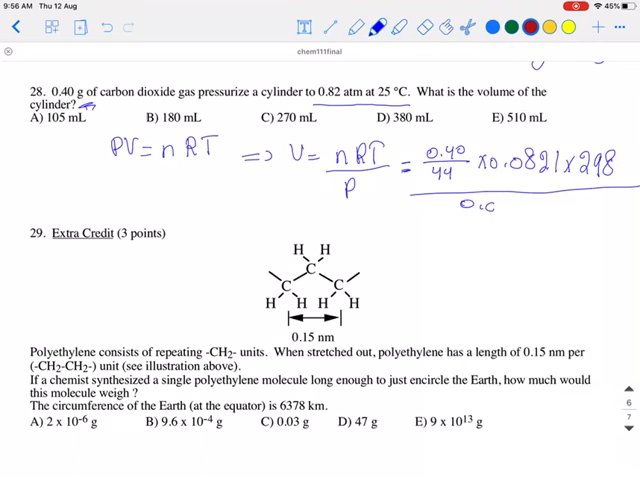 9:56 AM Thu 12 Aug
45%
chem111final
28. 0.40 g of carbon dioxide gas pressurize a cylinder to 0.82 atm at 25 °C. What is the volume of the
cylinder?
A) 105 mL B) 180 mL C) 270 mL D) 380 mL E) 510 mL
PV = nRT => V = nRT = 0.40 × 0.0821 × 298
P 44
0.
29. Extra Credit (3 points)
H H
C
C C
H H H H
0.15 nm
Polyethylene consists of repeating -CH2- units. When stretched out, polyethylene has a length of 0.15 nm per
(-CH2-CH2-) unit (see illustration above).
If a chemist synthesized a single polyethylene molecule long enough to just encircle the Earth, how much would
this molecule weigh ?
The circumference of the Earth (at the equator) is 6378 km.
A) 2 x 10-6 g B) 9.6 x 10-4 g C) 0.03 g D) 47 g E) 9 x 1013 g
6
7